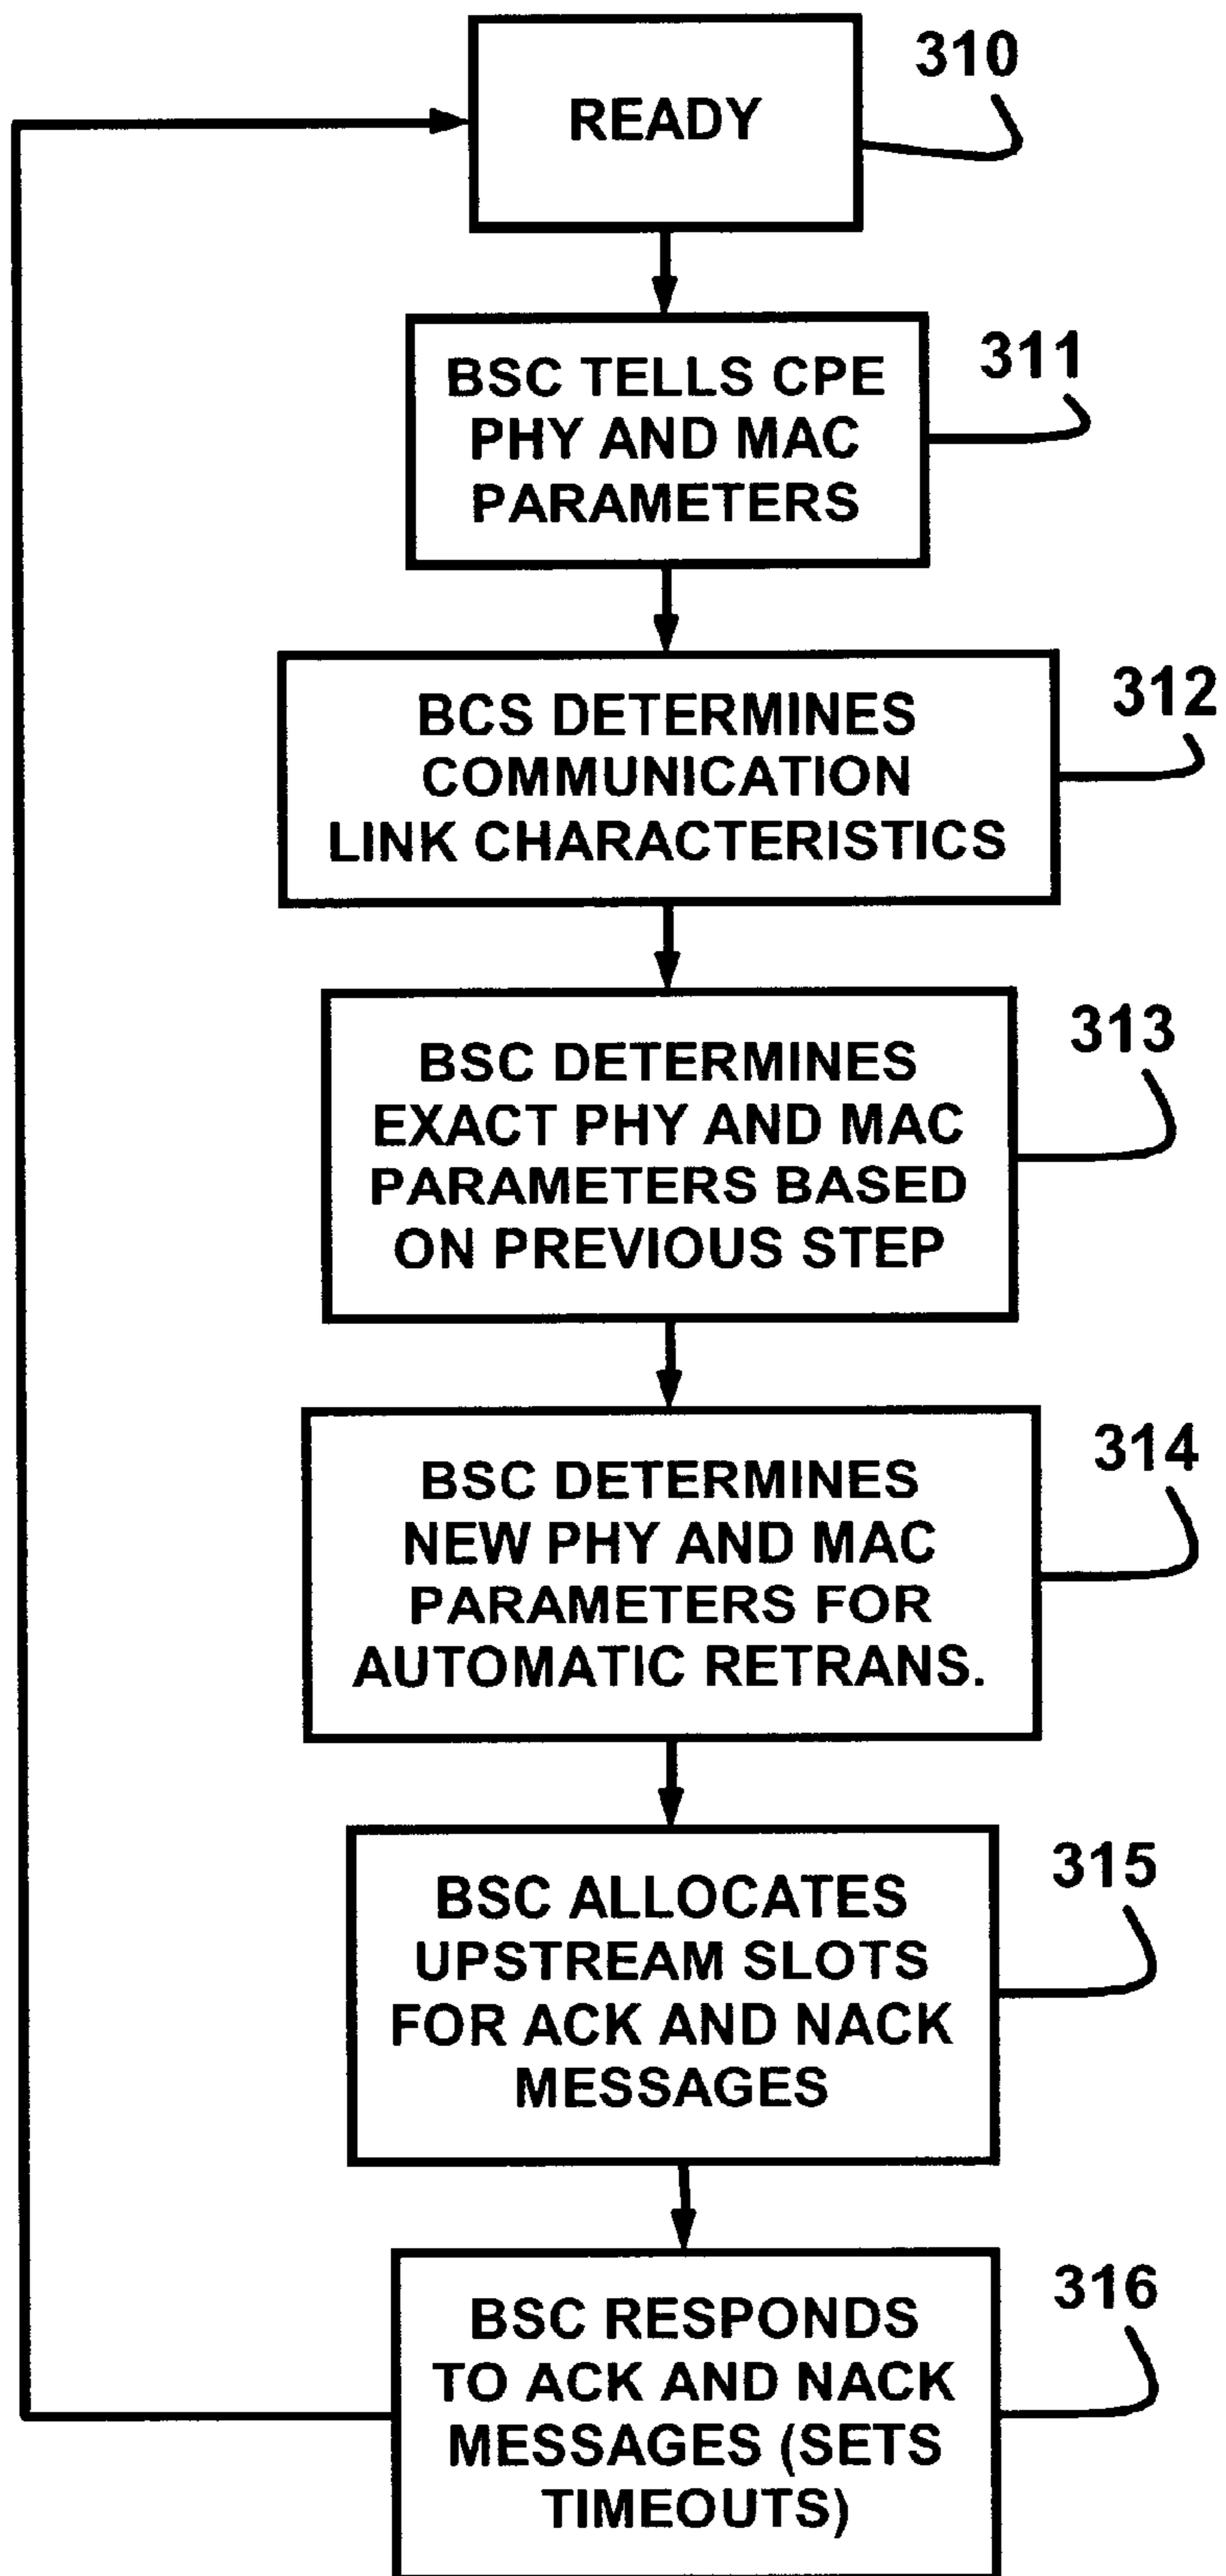 READY
310
BSC TELLS CPE
PHY AND MAC
PARAMETERS
311
BCS DETERMINES
COMMUNICATION
LINK CHARACTERISTICS
312
BSC DETERMINES
EXACT PHY AND MAC
PARAMETERS BASED
ON PREVIOUS STEP
313
BSC DETERMINES
NEW PHY AND MAC
PARAMETERS FOR
AUTOMATIC RETRANS.
314
BSC ALLOCATES
UPSTREAM SLOTS
FOR ACK AND NACK
MESSAGES
315
BSC RESPONDS
TO ACK AND NACK
MESSAGES (SETS
TIMEOUTS)
316